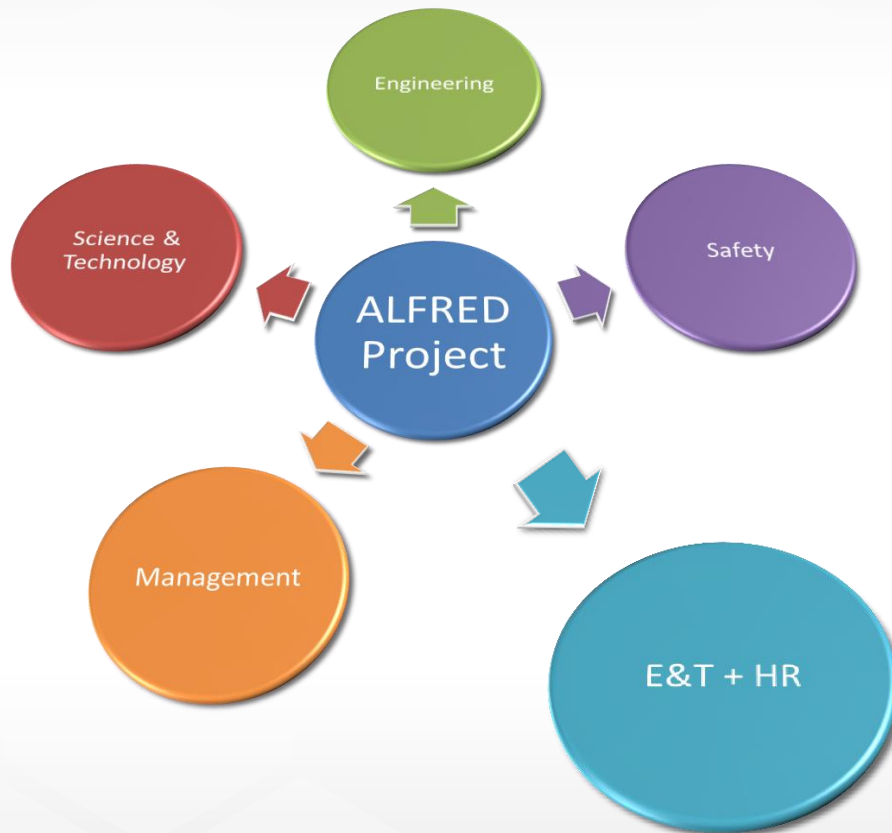 Engineering
Science &
Technology
Safety
ALFRED
Project
Management
E&T + HR